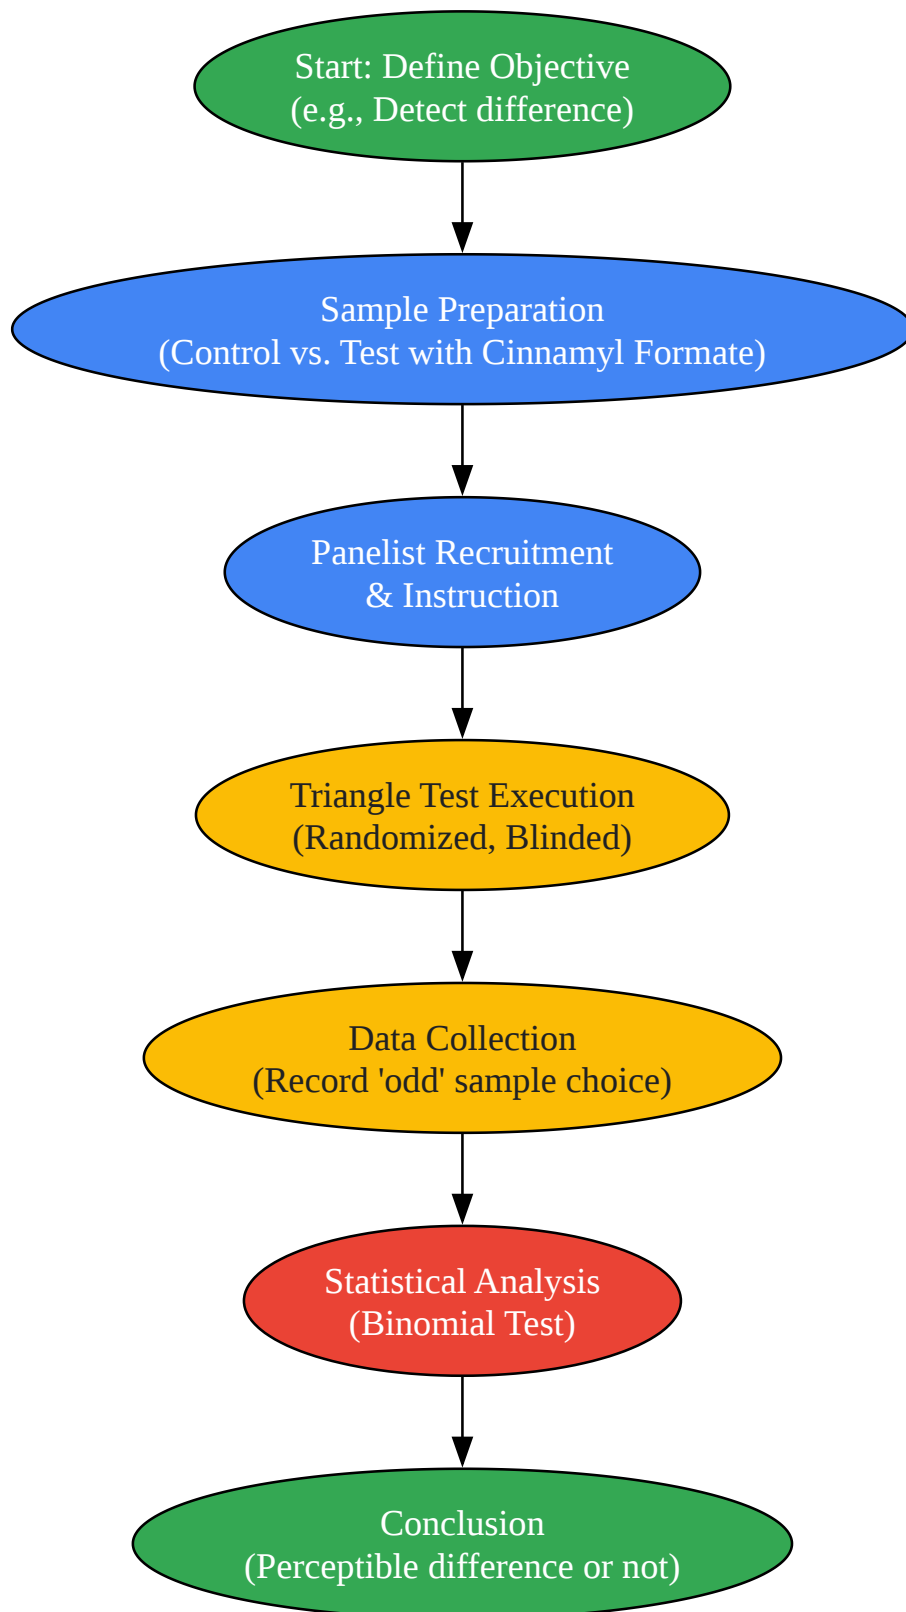 Start: Define Objective
(e.g., Detect difference)
Sample Preparation
(Control vs. Test with Cinnamyl Formate)
Panelist Recruitment
& Instruction
Triangle Test Execution
(Randomized, Blinded)
Data Collection
(Record 'odd' sample choice)
Statistical Analysis
(Binomial Test)
Conclusion
(Perceptible difference or not)